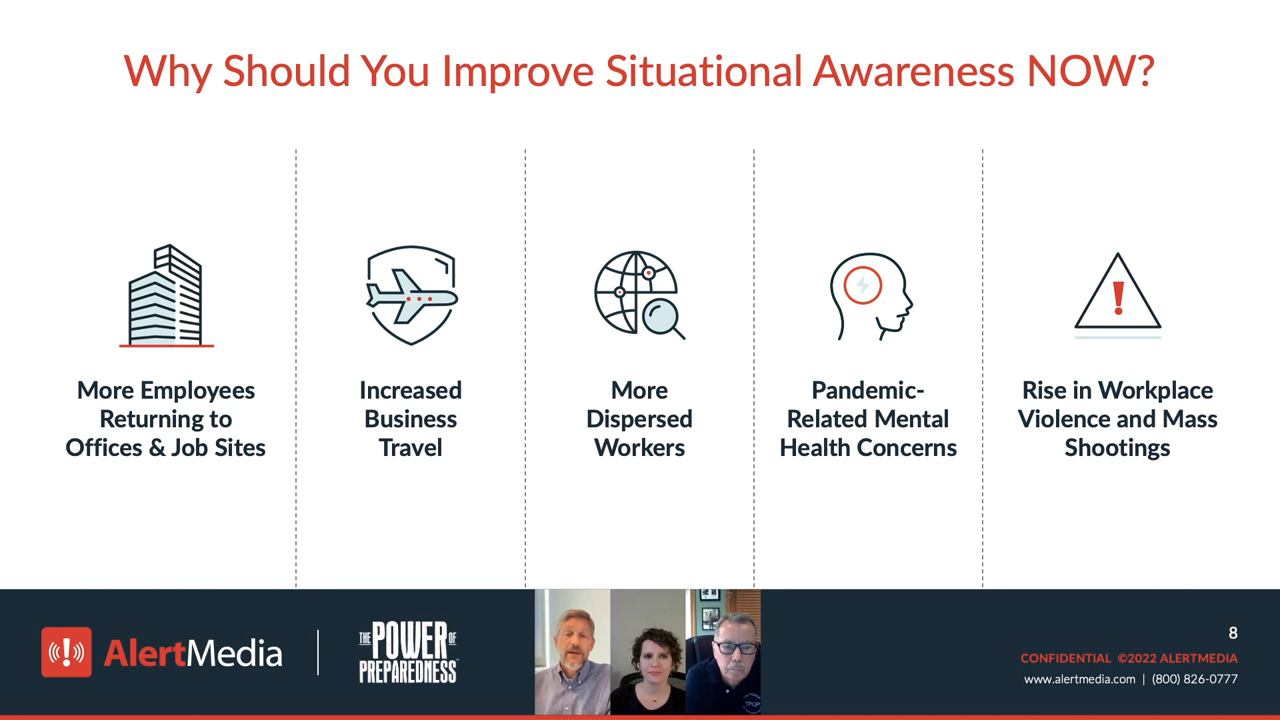 Why Should You Improve Situational Awareness NOW?
More Employees
Returning to
Offices & Job Sites
Increased
Business
Travel
More
Dispersed
Workers
Pandemic-
Related Mental
Health Concerns
Rise in Workplace
Violence and Mass
Shootings
AlertMedia
THE POWER OF
PREPAREDNESS
TPOP
8
CONFIDENTIAL ©2022 ALERTMEDIA
www.alertmedia.com | (800) 826-0777